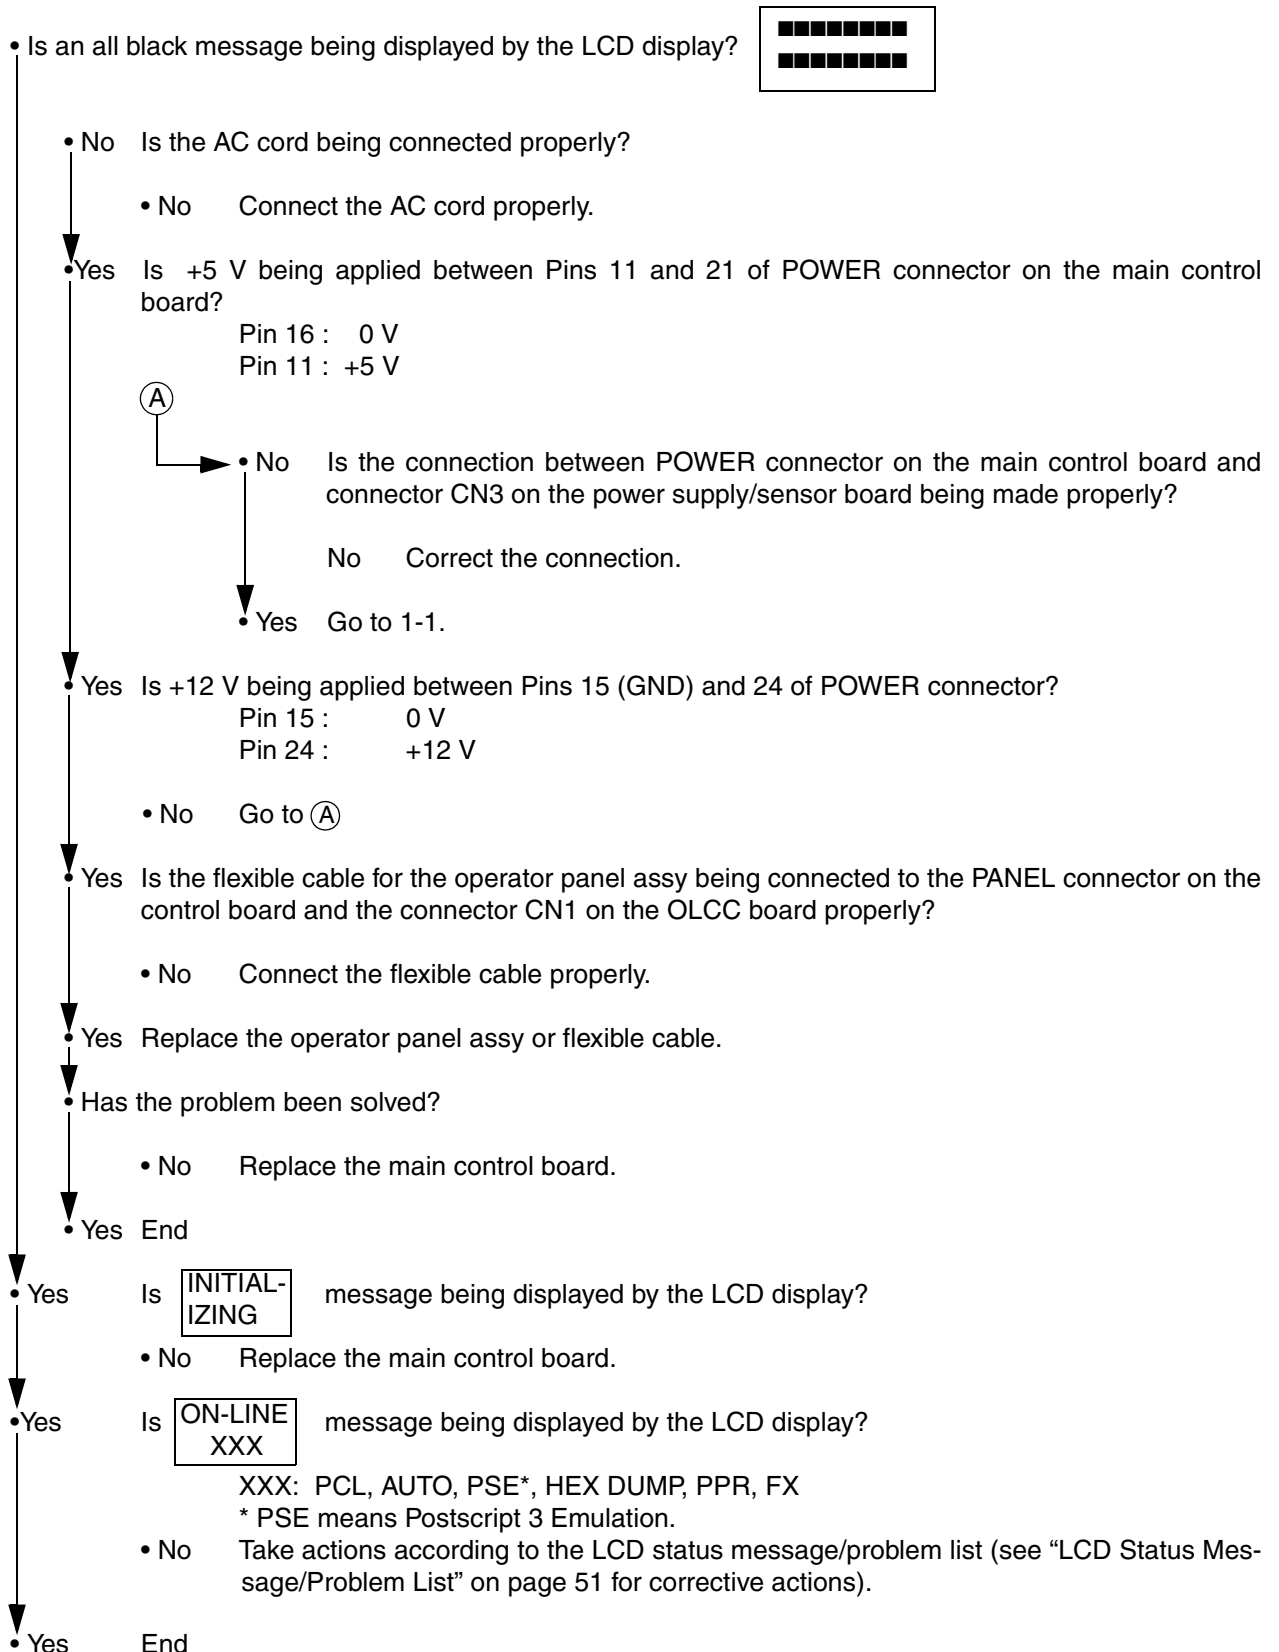 • Is an all black message being displayed by the LCD display?
■■■■■■■■
■■■■■■■■
• No Is the AC cord being connected properly?
• No Connect the AC cord properly.
•Yes Is +5 V being applied between Pins 11 and 21 of POWER connector on the main control
board?
Pin 16 : 0 V
Pin 11 : +5 V
A
• No Is the connection between POWER connector on the main control board and
connector CN3 on the power supply/sensor board being made properly?
No Correct the connection.
• Yes Go to 1-1.
• Yes Is +12 V being applied between Pins 15 (GND) and 24 of POWER connector?
Pin 15 : 0 V
Pin 24 : +12 V
• No Go to A
• Yes Is the flexible cable for the operator panel assy being connected to the PANEL connector on the
control board and the connector CN1 on the OLCC board properly?
• No Connect the flexible cable properly.
• Yes Replace the operator panel assy or flexible cable.
• Has the problem been solved?
• No Replace the main control board.
• Yes End
• Yes Is INITIAL-
IZING message being displayed by the LCD display?
• No Replace the main control board.
•Yes Is ON-LINE
XXX message being displayed by the LCD display?
XXX: PCL, AUTO, PSE*, HEX DUMP, PPR, FX
* PSE means Postscript 3 Emulation.
• No Take actions according to the LCD status message/problem list (see “LCD Status Mes-
sage/Problem List” on page 51 for corrective actions).
• Yes End